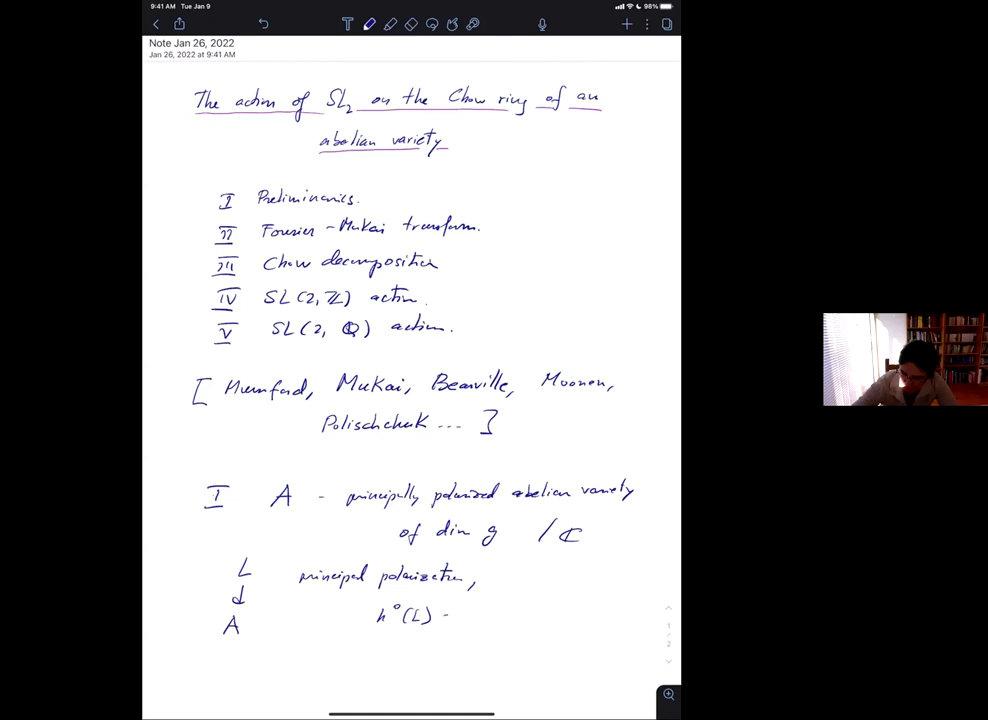 9:41 AM Tue Jan 9
98%
Note Jan 26, 2022
Jan 26, 2022 at 9:41 AM
The action of SL2 on the Chow ring of an
abelian variety
I Preliminaries.
II Fourier - Mukai transform.
III Chow decomposition
IV SL(2, ℤ) action.
V SL(2, ℚ) action.
[Mumford, Mukai, Beauville, Moonen,
Polischchuk ... ]
I A - principally polarized abelian variety
of dim g / ℂ
L principal polarization,
↓
A h°(L) -
1
/
2